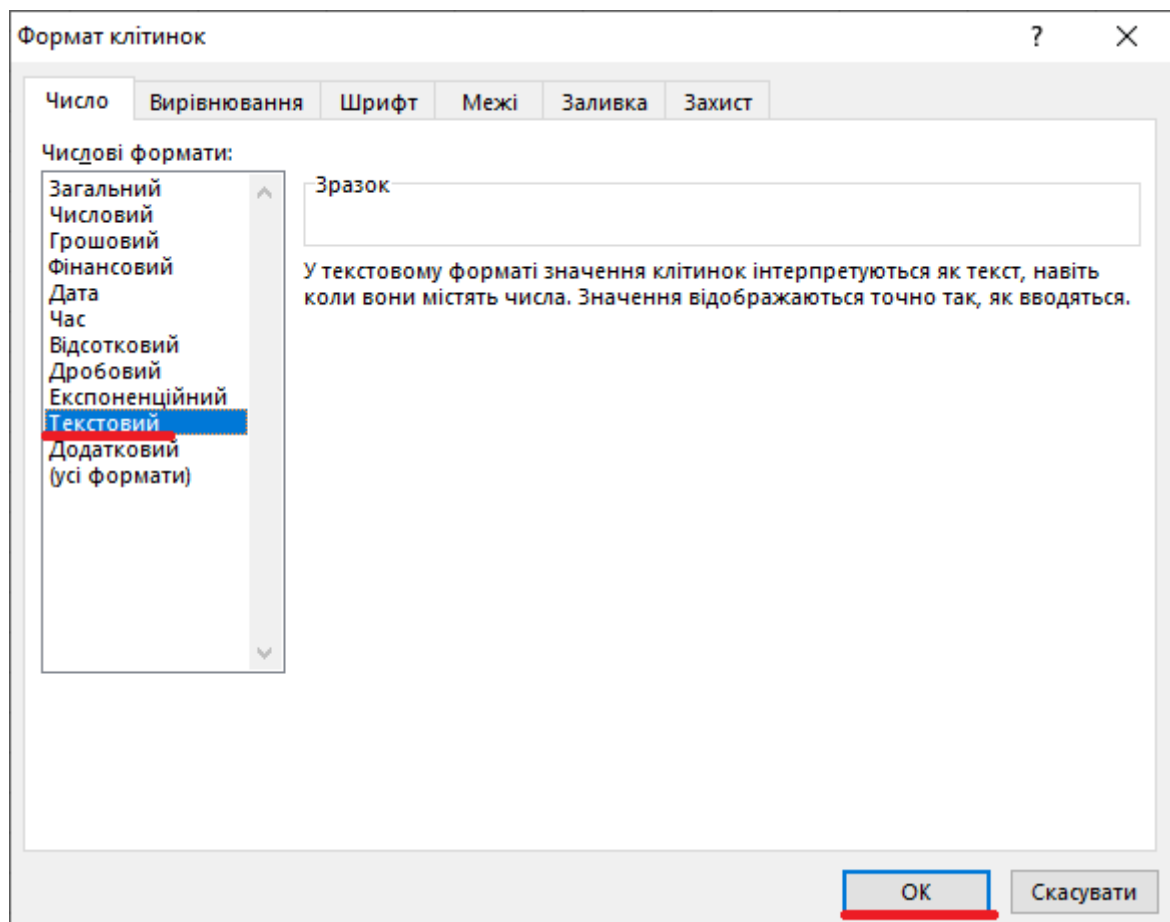 Формат клітинок ?
Число Вирівнювання Шрифт Межі Заливка Захист
Числові формати:
Загальний
Числовий
Грошовий
Фінансовий
Дата
Час
Відсотковий
Дробовий
Експоненційний
Текстовий
Додатковий
(усі формати)
Зразок
У текстовому форматі значення клітинок інтерпретуються як текст, навіть
коли вони містять числа. Значення відображаються точно так, як вводяться.
ОК Скасувати